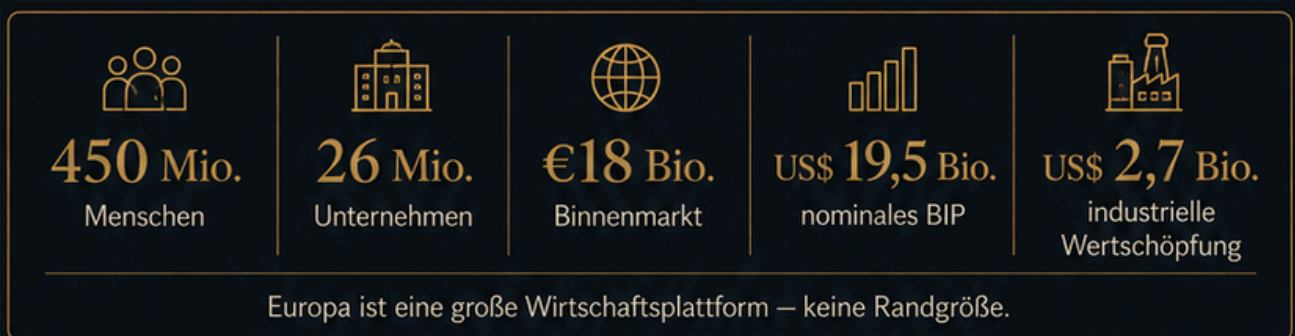 450 Mio.
Menschen
26 Mio.
Unternehmen
€18 Bio.
Binnenmarkt
US$ 19,5 Bio.
nominales BIP
US$ 2,7 Bio.
industrielle
Wertschöpfung
Europa ist eine große Wirtschaftsplattform – keine Randgröße.